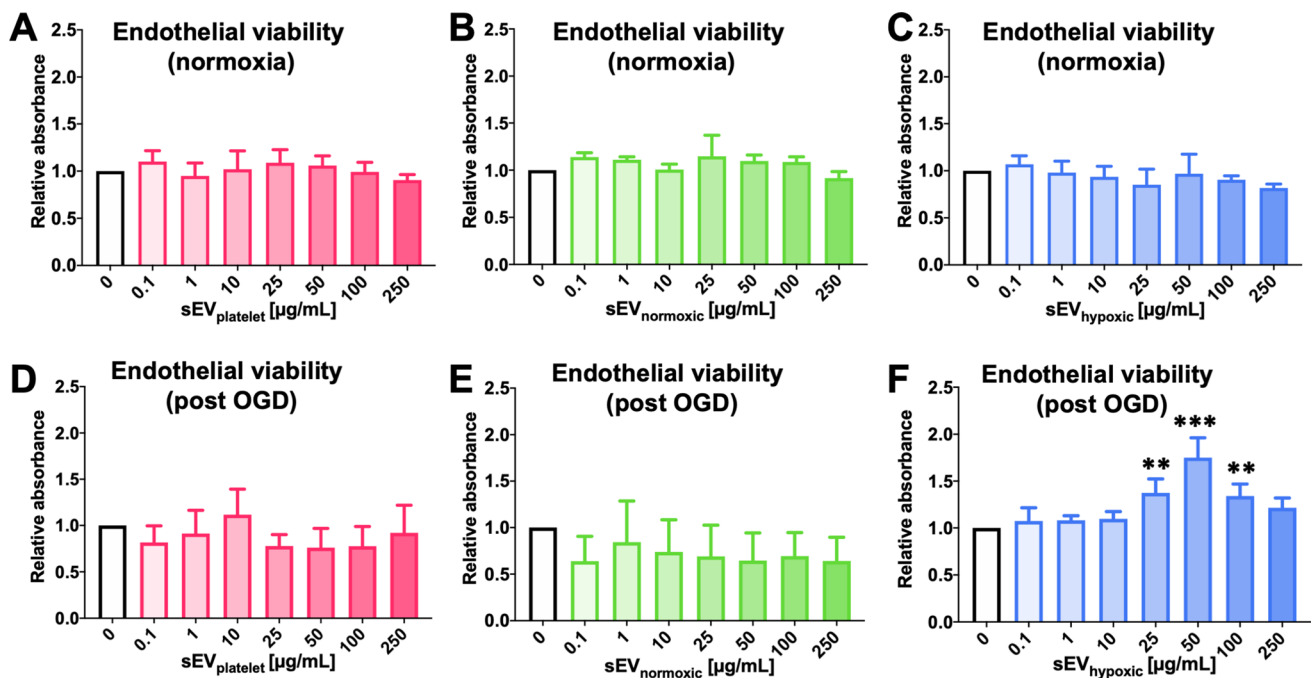 A
Endothelial viability
(normoxia)
Relative absorbance
2.5
2.0
1.5
1.0
0.5
0.0
0
0.1
1
10
25
50
100
250
sEVplatelet [µg/mL]
B
Endothelial viability
(normoxia)
Relative absorbance
2.5
2.0
1.5
1.0
0.5
0.0
0
0.1
1
10
25
50
100
250
sEVnormoxic [µg/mL]
C
Endothelial viability
(normoxia)
Relative absorbance
2.5
2.0
1.5
1.0
0.5
0.0
0
0.1
1
10
25
50
100
250
sEVhypoxic [µg/mL]
D
Endothelial viability
(post OGD)
Relative absorbance
2.5
2.0
1.5
1.0
0.5
0.0
0
0.1
1
10
25
50
100
250
sEVplatelet [µg/mL]
E
Endothelial viability
(post OGD)
Relative absorbance
2.5
2.0
1.5
1.0
0.5
0.0
0
0.1
1
10
25
50
100
250
sEVnormoxic [µg/mL]
F
Endothelial viability
(post OGD)
Relative absorbance
2.5
2.0
1.5
1.0
0.5
0.0
** *** **
0
0.1
1
10
25
50
100
250
sEVhypoxic [µg/mL]